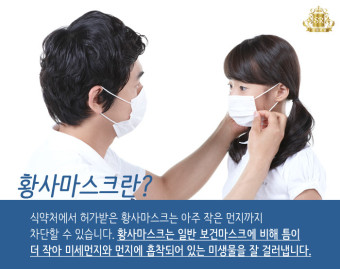 황사마스크란?
식약처에서 허가받은 황사마스크는 아주 작은 먼지까지
차단할 수 있습니다. 황사마스크는 일반 보건마스크에 비해 틈이
더 작아 미세먼지와 먼지에 흡착되어 있는 미생물을 잘 걸러냅니다.